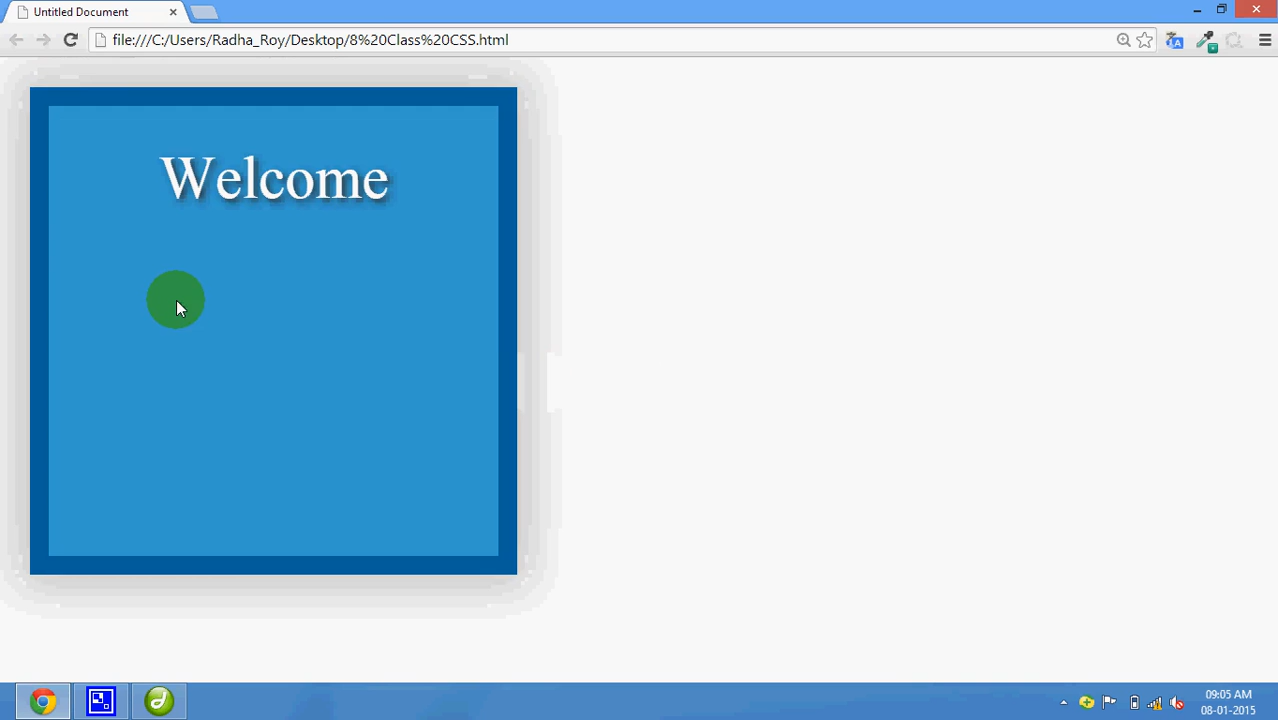 Untitled Document
file:///C:/Users/Radha_Roy/Desktop/8%20Class%20CSS.html
Welcome
09:05 AM
08-01-2015